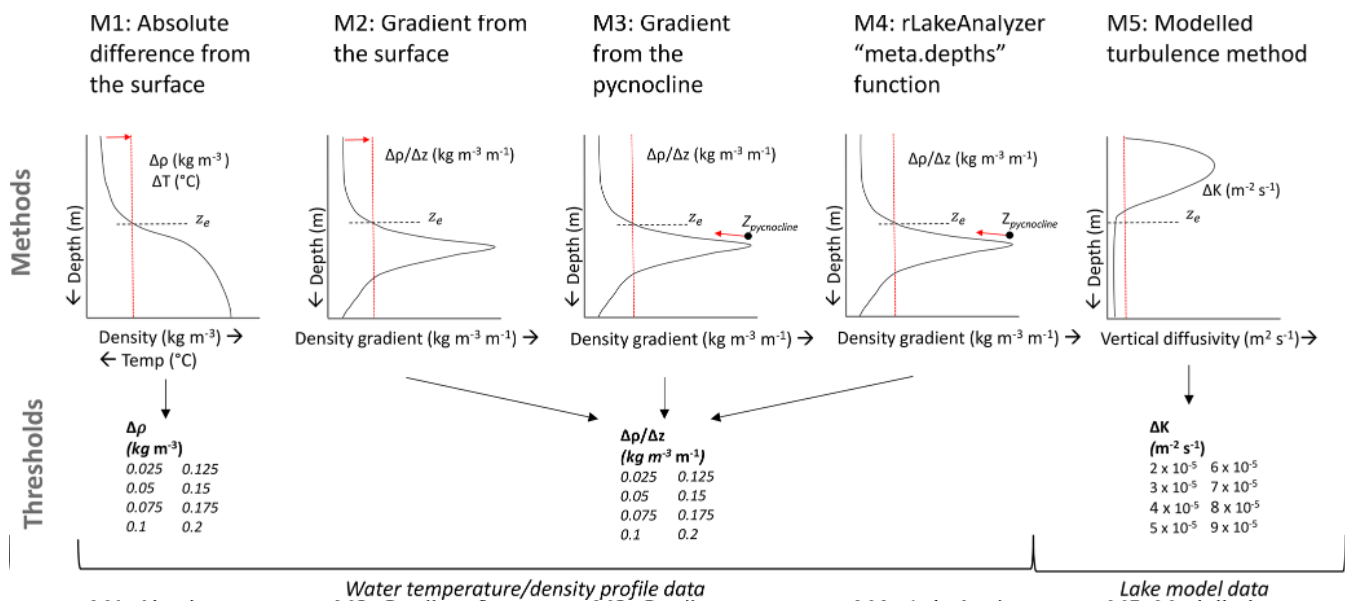 M1: Absolute
difference from
the surface
M2: Gradient from
the surface
M3: Gradient
from the
pycnocline
M4: rLakeAnalyzer
“meta.depths”
function
M5: Modelled
turbulence method
Methods
← Depth (m)
Δρ (kg m-3)
ΔT (°C)
ze
Density (kg m-3) →
← Temp (°C)
← Depth (m)
Δρ/Δz (kg m-3 m-1)
ze
Density gradient (kg m-3 m-1) →
← Depth (m)
Δρ/Δz (kg m-3 m-1)
ze
Zpycnocline
Density gradient (kg m-3 m-1) →
← Depth (m)
Δρ/Δz (kg m-3 m-1)
ze
Zpycnocline
Density gradient (kg m-3 m-1) →
← Depth (m)
ΔK (m-2 s-1)
ze
Vertical diffusivity (m2 s-1)→
Thresholds
Δρ
(kg m-3)
0.025 0.125
0.05 0.15
0.075 0.175
0.1 0.2
Δρ/Δz
(kg m-3 m-1)
0.025 0.125
0.05 0.15
0.075 0.175
0.1 0.2
ΔK
(m-2 s-1)
2 x 10-5 6 x 10-5
3 x 10-5 7 x 10-5
4 x 10-5 8 x 10-5
5 x 10-5 9 x 10-5
Water temperature/density profile data
Lake model data